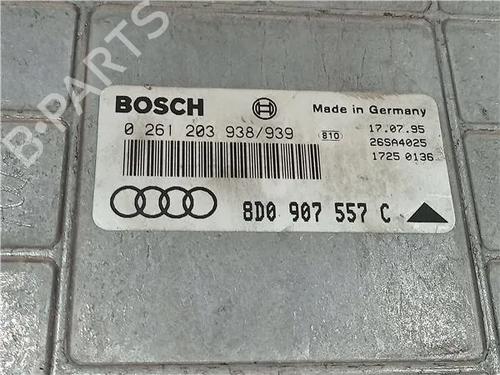 B-PARTS
BOSCH
Made in Germany
0 261 203 938/939
810
17.07.95
26SA4025
1725 0136
8D0 907 557 C